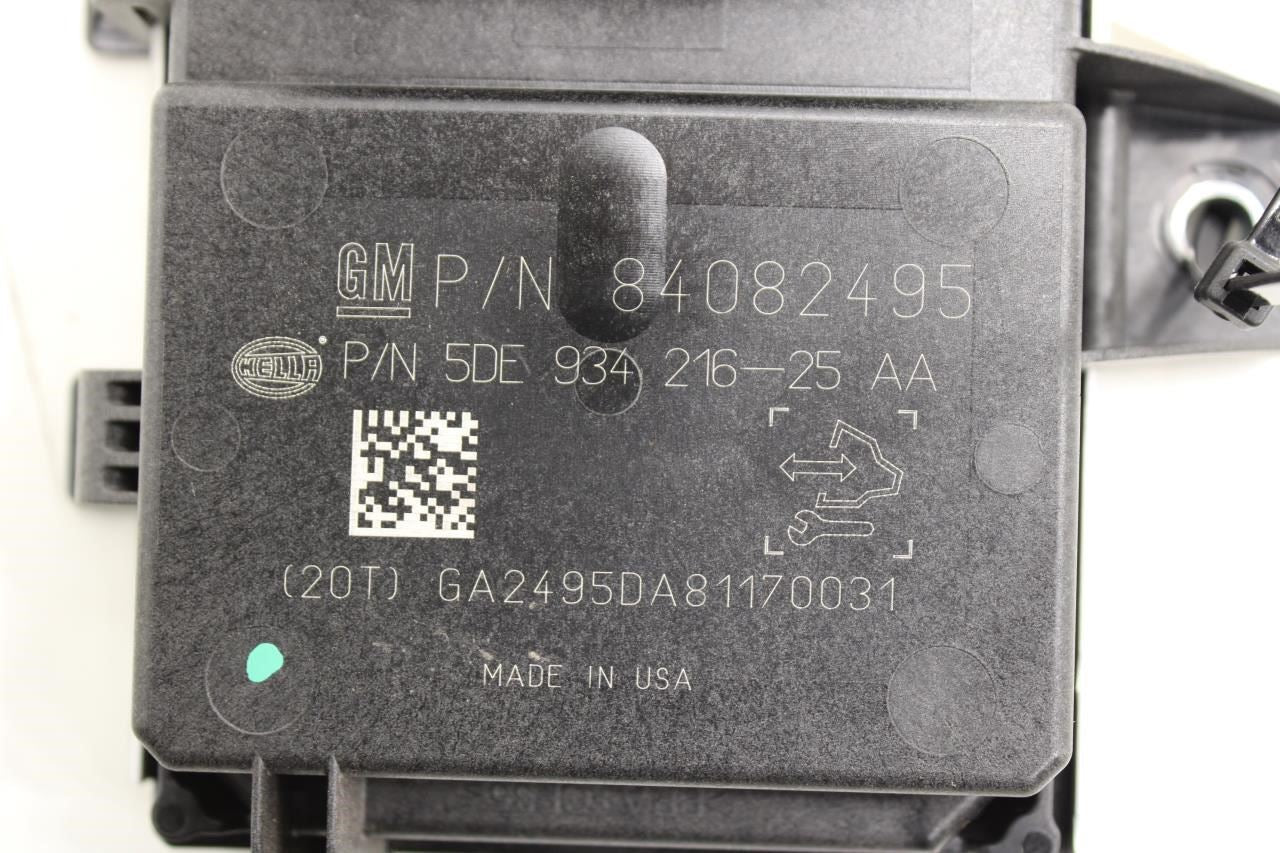 GM P/N 84082495
HELLA® P/N 5DE 934 216-25 AA
(20T) GA2495DA81170031
MADE IN USA